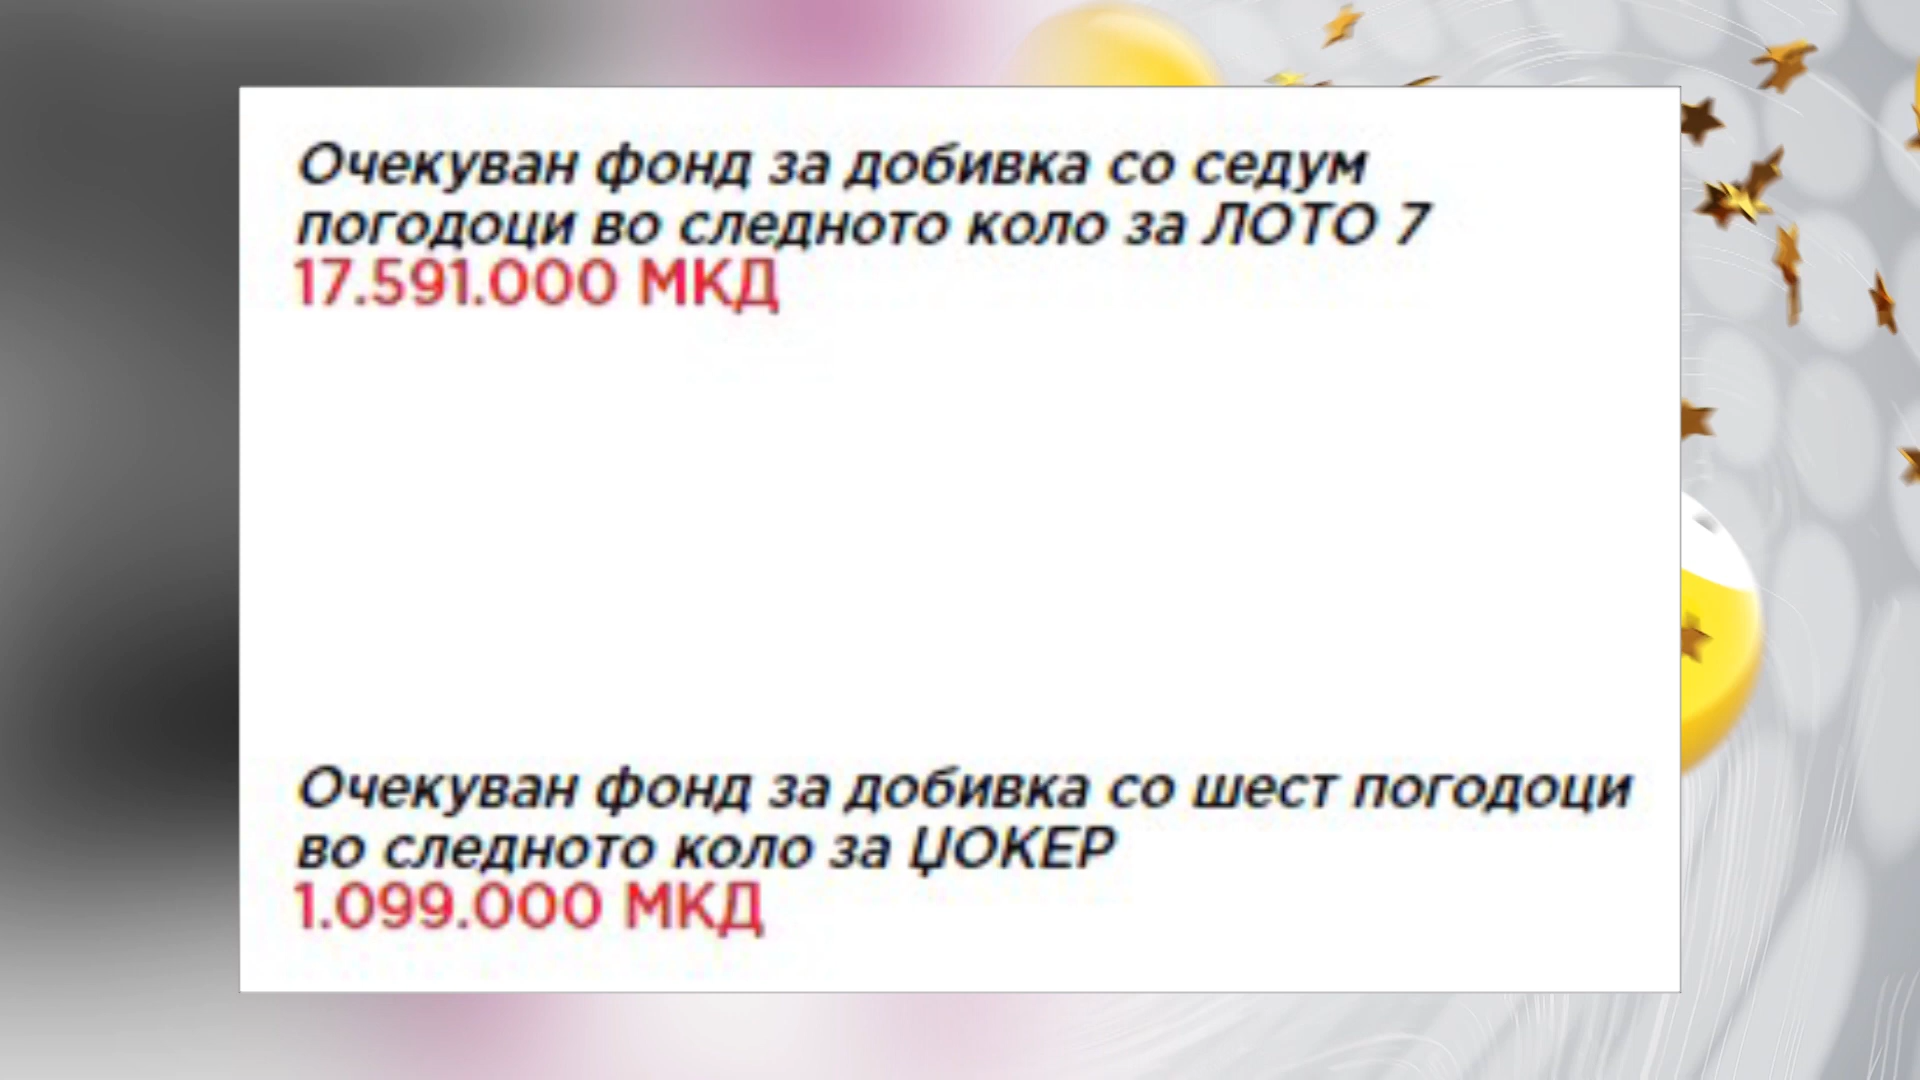 Очекуван фонд за добивка со седум
погодоци во следното коло за ЛОТО 7
17.591.000 МКД
Очекуван фонд за добивка со шест погодоци
во следното коло за ЏОКЕР
1.099.000 МКД